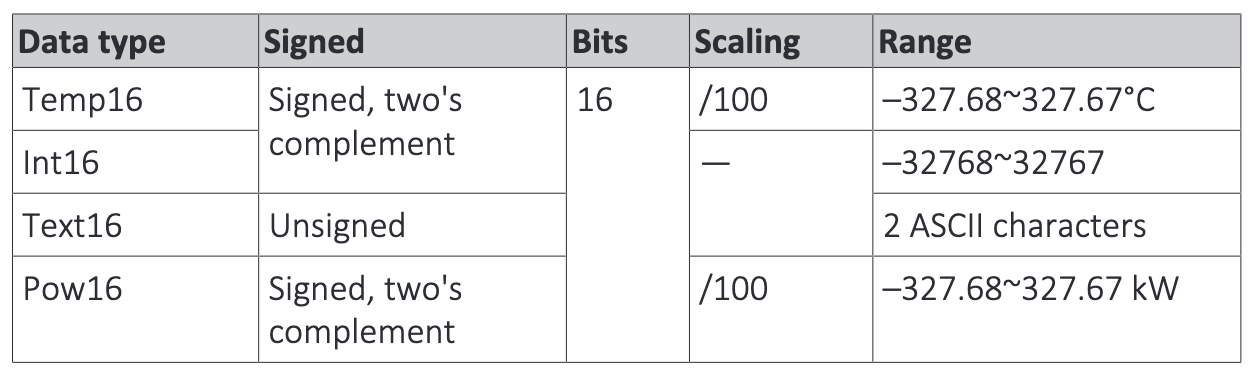 Data type Signed Bits Scaling Range
Temp16 Signed, two's 16 /100 –327.68~327.67°C
complement
Int16 — –32768~32767
Text16 Unsigned 2 ASCII characters
Pow16 Signed, two's /100 –327.68~327.67 kW
complement